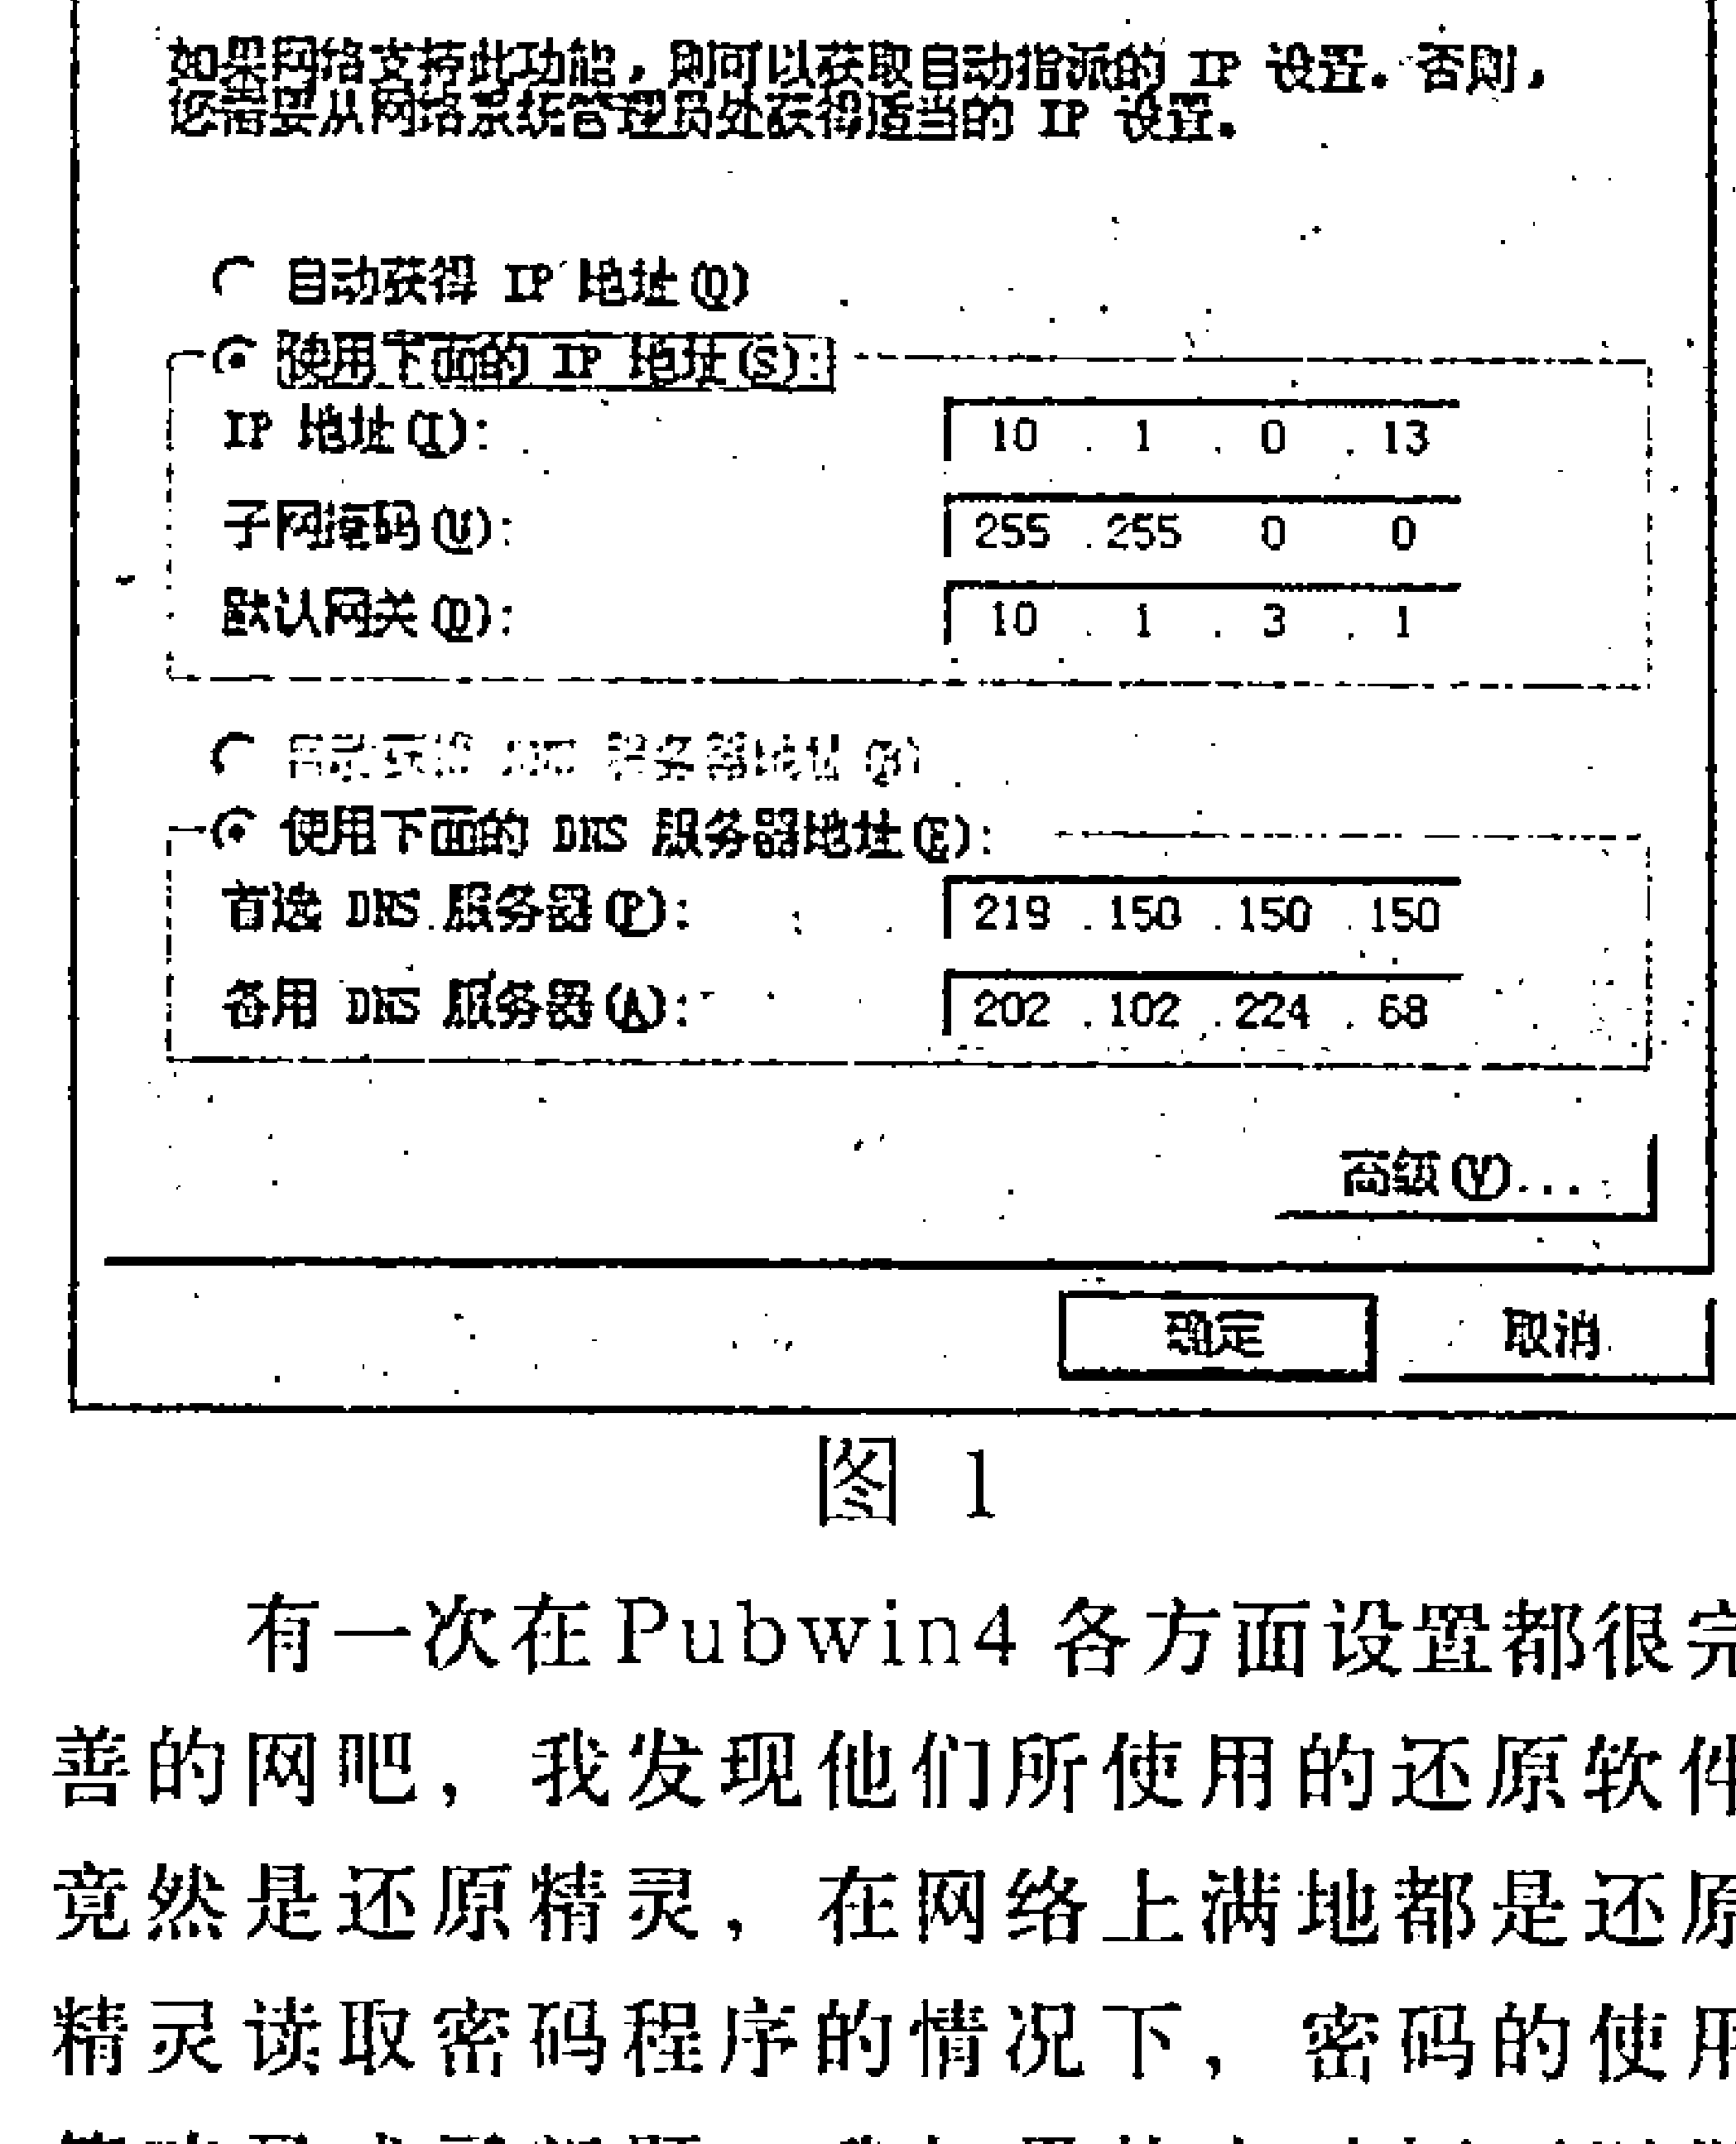 如果网络支持此功能，则可以获取自动指派的 IP 设置。否则，
您需要从网络系统管理员处获得适当的 IP 设置。
自动获得 IP 地址(O)
使用下面的 IP 地址(S):
IP 地址(I): 10 . 1 . 0 . 13
子网掩码(U): 255 . 255 0 0
默认网关(D): 10 . 1 . 3 . 1
自动获得 DNS 服务器地址(B)
使用下面的 DNS 服务器地址(E):
首选 DNS 服务器(P): 219 . 150 . 150 . 150
备用 DNS 服务器(A): 202 . 102 . 224 . 68
高级(V)...
确定 取消
图 1
有一次在Pubwin4 各方面设置都很完
善的网吧，我发现他们所使用的还原软件
竟然是还原精灵，在网络上满地都是还原
精灵读取密码程序的情况下，密码的使用